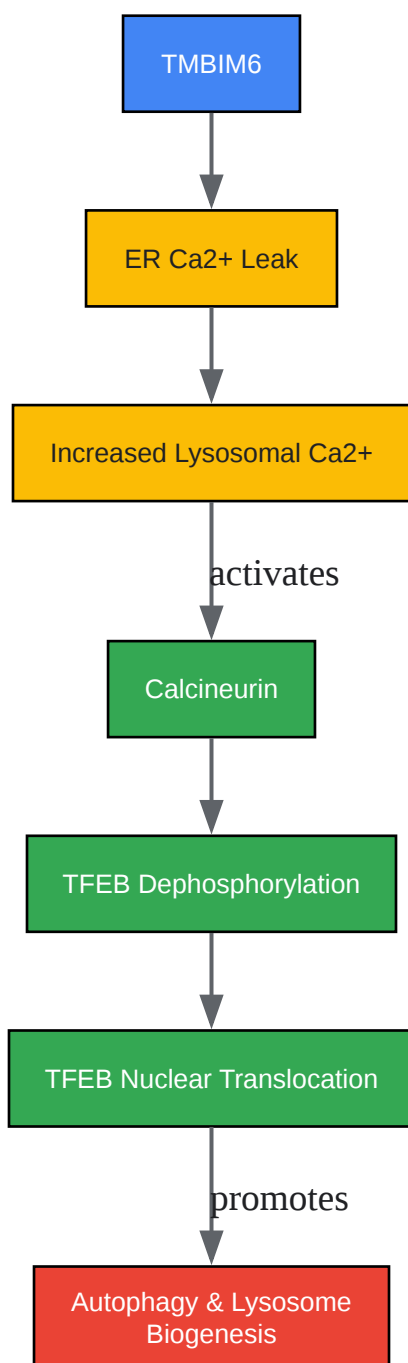 TMBIM6
ER Ca2+ Leak
Increased Lysosomal Ca2+
activates
Calcineurin
TFEB Dephosphorylation
TFEB Nuclear Translocation
promotes
Autophagy & Lysosome
Biogenesis